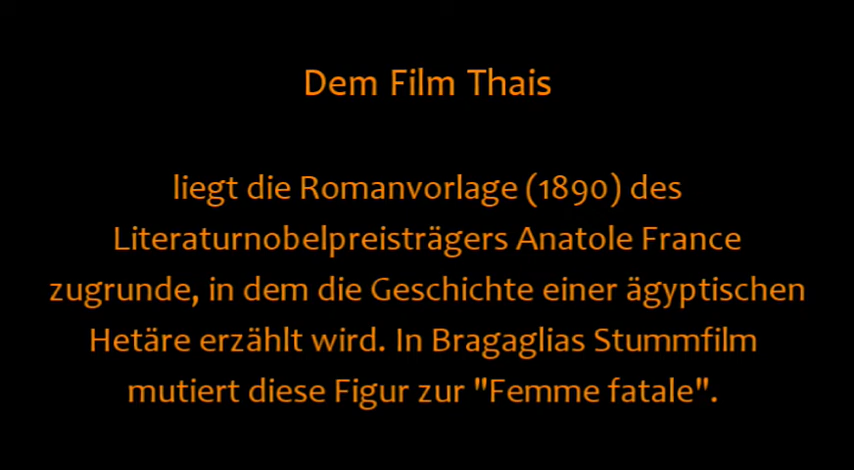 Dem Film Thais
liegt die Romanvorlage (1890) des
Literaturnobelpreisträgers Anatole France
zugrunde, in dem die Geschichte einer ägyptischen
Hetäre erzählt wird. In Bragaglias Stummfilm
mutiert diese Figur zur "Femme fatale".